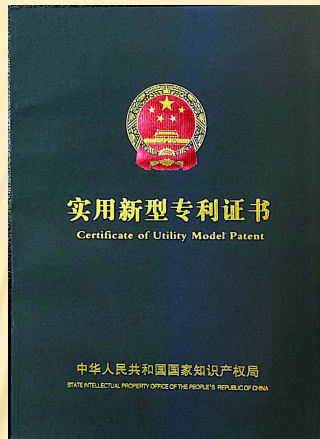 实用新型专利证书
Certificate of Utility Model Patent
中华人民共和国国家知识产权局
STATE INTELLECTUAL PROPERTY OFFICE OF THE PEOPLE'S REPUBLIC OF CHINA